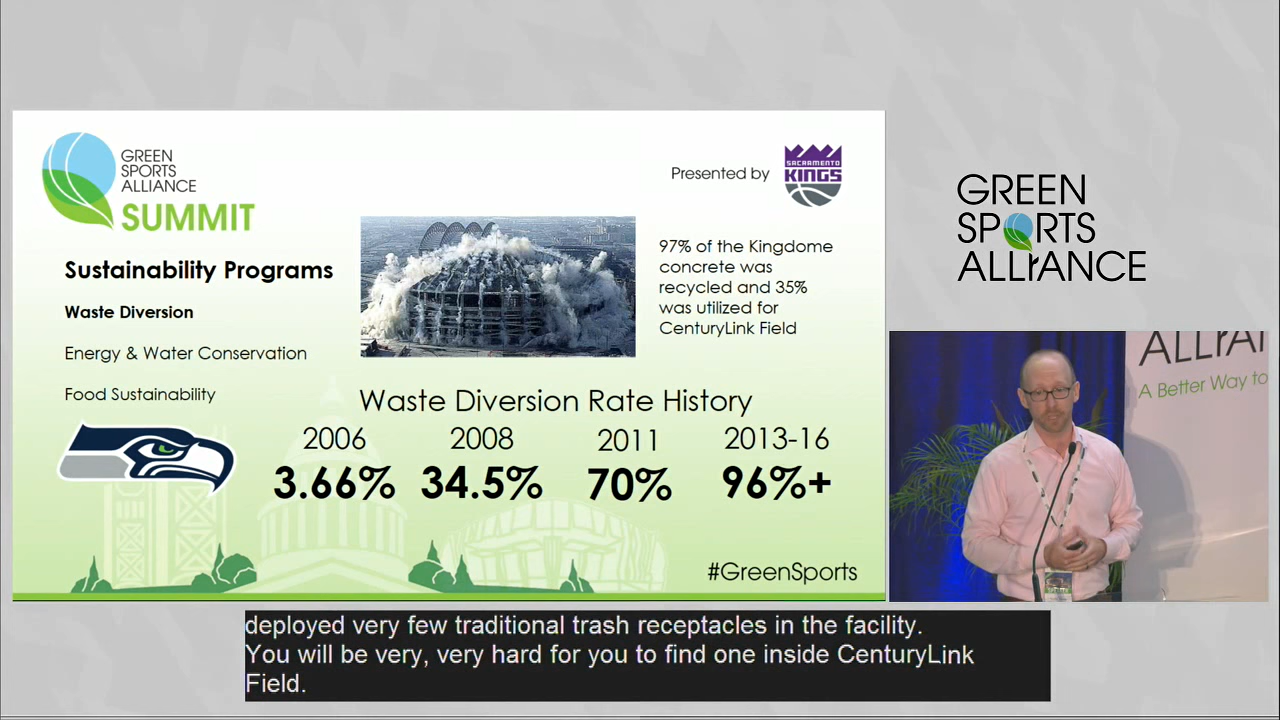 GREEN
SPORTS
ALLIANCE
SUMMIT
Presented by
SACRAMENTO
KINGS
Sustainability Programs
Waste Diversion
Energy & Water Conservation
Food Sustainability
97% of the Kingdome
concrete was
recycled and 35%
was utilized for
CenturyLink Field
Waste Diversion Rate History
2006 2008 2011 2013-16
3.66% 34.5% 70% 96%+
#GreenSports
GREEN
SPORTS
ALLIANCE
ALLIAN
A Better Way to
deployed very few traditional trash receptacles in the facility.
You will be very, very hard for you to find one inside CenturyLink
Field.